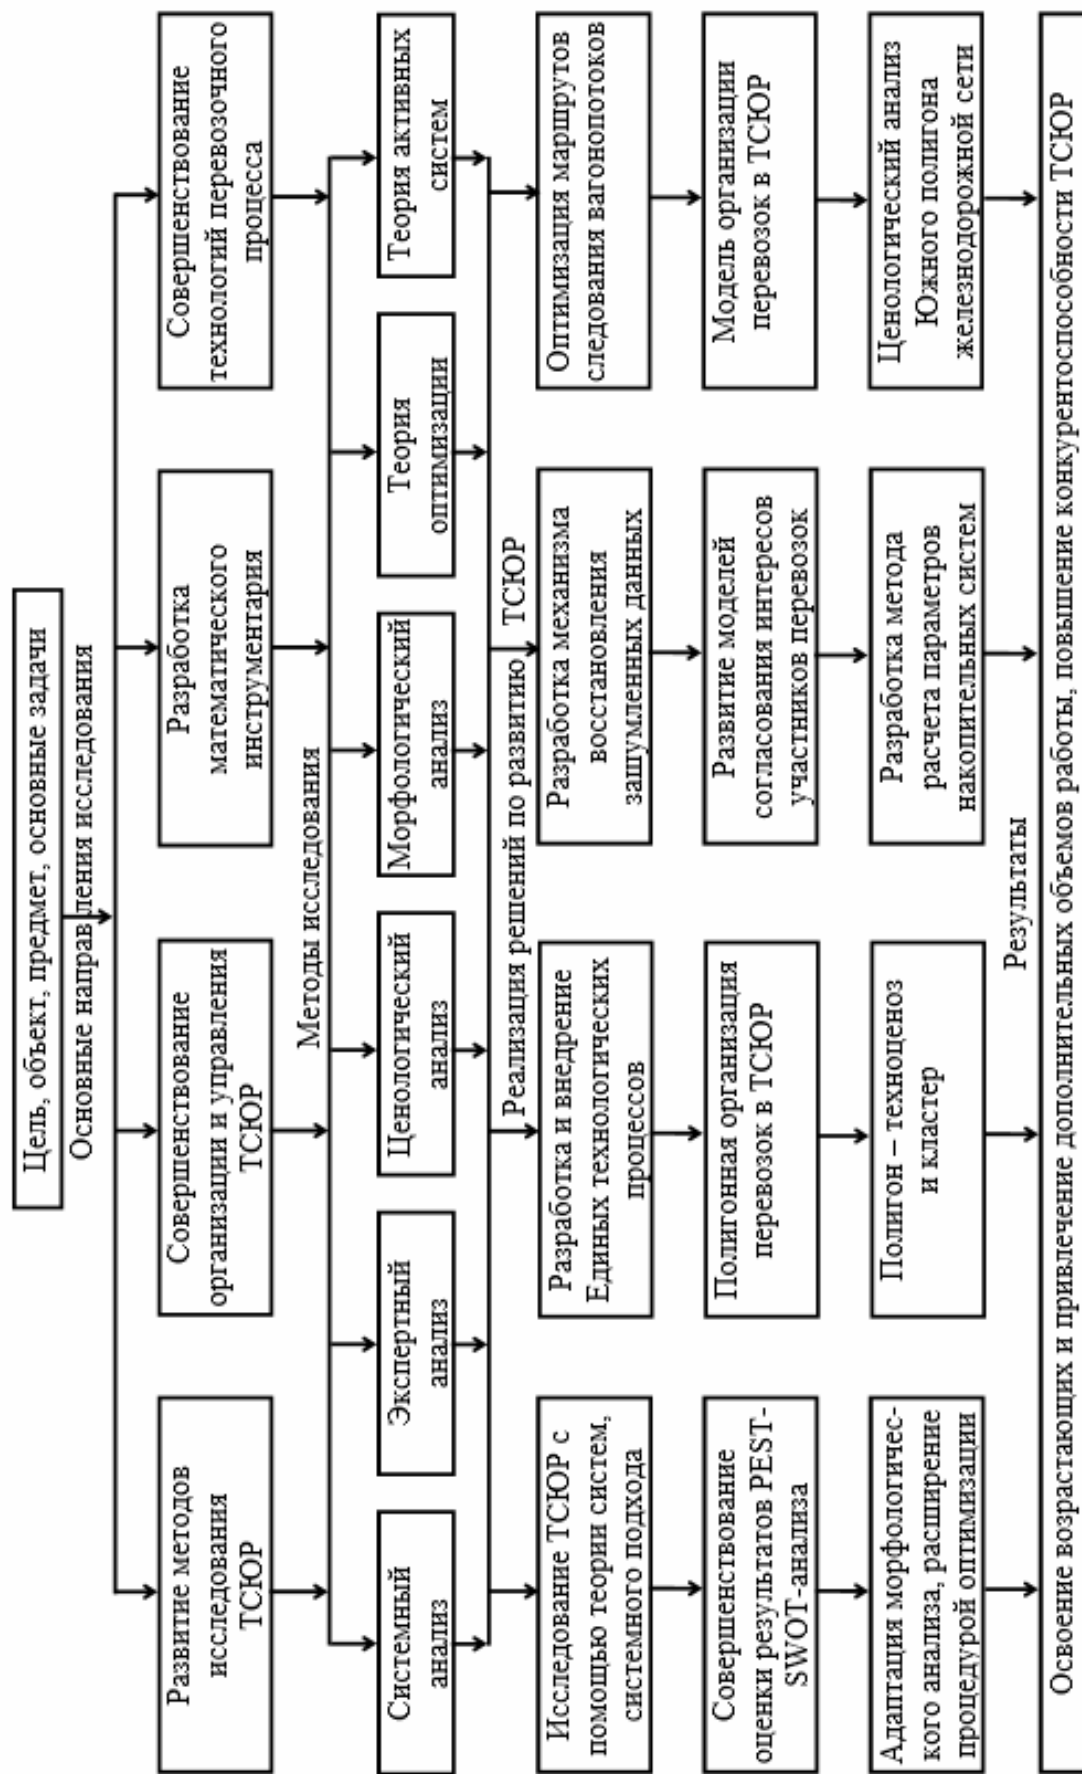 Цель, объект, предмет, основные задачи
Основные направления исследования
Развитие методов
исследования
ТСЮР
Совершенствование
организации и управления
ТСЮР
Разработка
математического
инструментария
Совершенствование
технологий перевозочного
процесса
Методы исследования
Системный
анализ
Экспертный
анализ
Ценологический
анализ
Морфологический
анализ
Теория
оптимизации
Теория активных
систем
Реализация решений по развитию ТСЮР
Исследование ТСЮР с
помощью теории систем,
системного подхода
Разработка и внедрение
Единых технологических
процессов
Разработка механизма
восстановления
зашумленных данных
Оптимизация маршрутов
следования вагонопотоков
Совершенствование
оценки результатов PEST-
SWOT-анализа
Полигонная организация
перевозок в ТСЮР
Развитие моделей
согласования интересов
участников перевозок
Модель организации
перевозок в ТСЮР
Адаптация морфологичес-
кого анализа, расширение
процедурой оптимизации
Полигон – техноценоз
и кластер
Разработка метода
расчета параметров
накопительных систем
Ценологический анализ
Южного полигона
железнодорожной сети
Результаты
Освоение возрастающих и привлечение дополнительных объемов работы, повышение конкурентоспособности ТСЮР